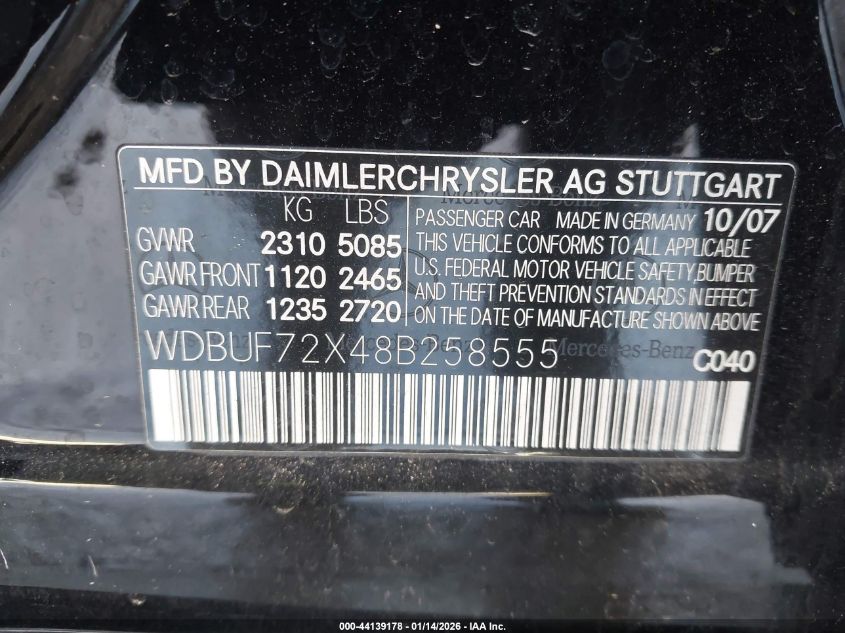 MFD BY DAIMLERCHRYSLER AG STUTTGART
KG LBS
GVWR 2310 5085
GAWR FRONT 1120 2465
GAWR REAR 1235 2720
PASSENGER CAR MADE IN GERMANY 10/07
THIS VEHICLE CONFORMS TO ALL APPLICABLE
U.S. FEDERAL MOTOR VEHICLE SAFETY, BUMPER
AND THEFT PREVENTION STANDARDS IN EFFECT
ON THE DATE OF MANUFACTURE SHOWN ABOVE
WDBUF72X48B258555
Mercedes-Benz
C040
000-44139178 - 01/14/2026 - IAA Inc.